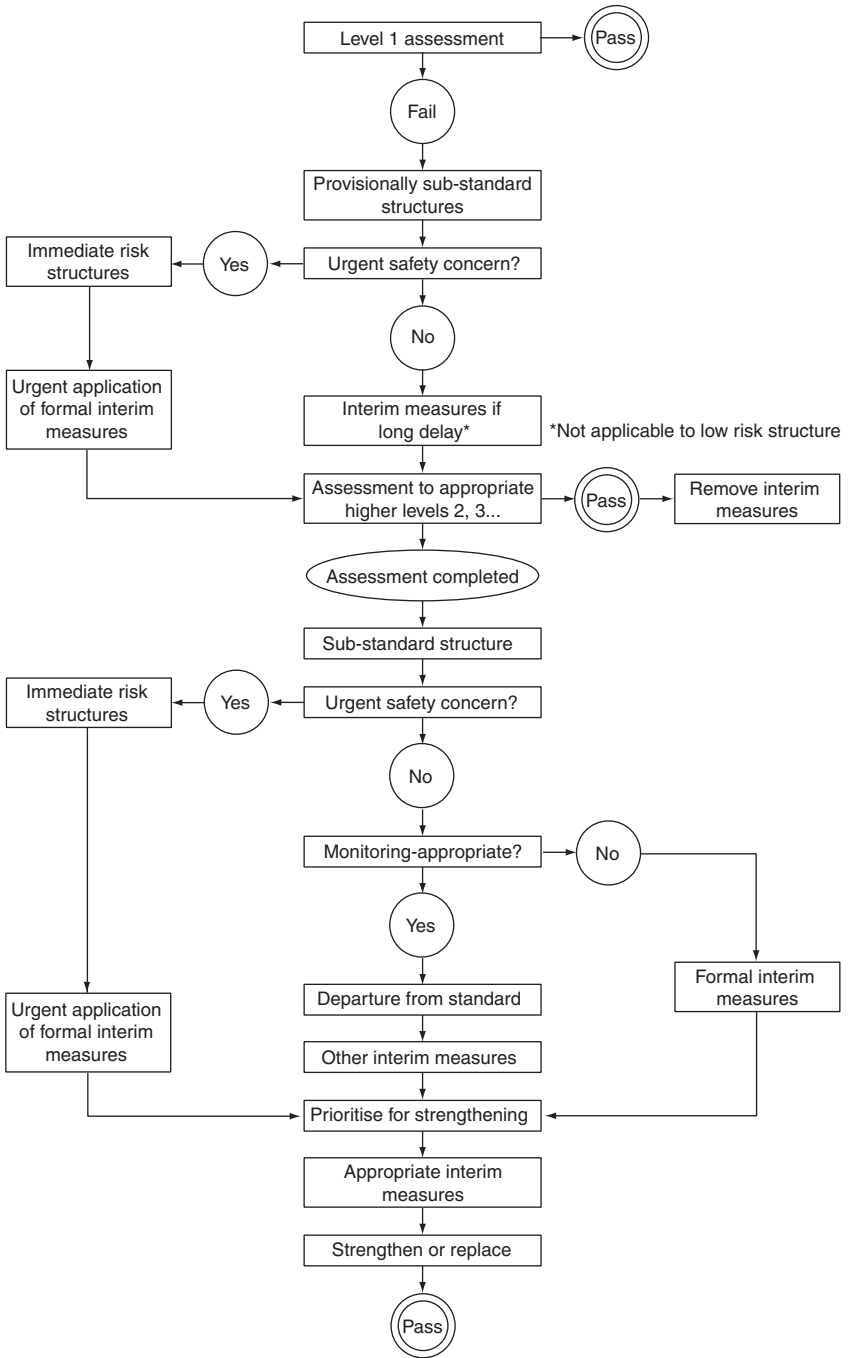 Level 1 assessment
Pass
Fail
Provisionally sub-standard
structures
Immediate risk
structures
Yes
Urgent safety concern?
No
Urgent application
of formal interim
measures
Interim measures if
long delay*
*Not applicable to low risk structure
Assessment to appropriate
higher levels 2, 3...
Pass
Remove interim
measures
Assessment completed
Sub-standard structure
Immediate risk
structures
Yes
Urgent safety concern?
No
Monitoring-appropriate?
No
Yes
Urgent application
of formal interim
measures
Departure from standard
Formal interim
measures
Other interim measures
Prioritise for strengthening
Appropriate interim
measures
Strengthen or replace
Pass